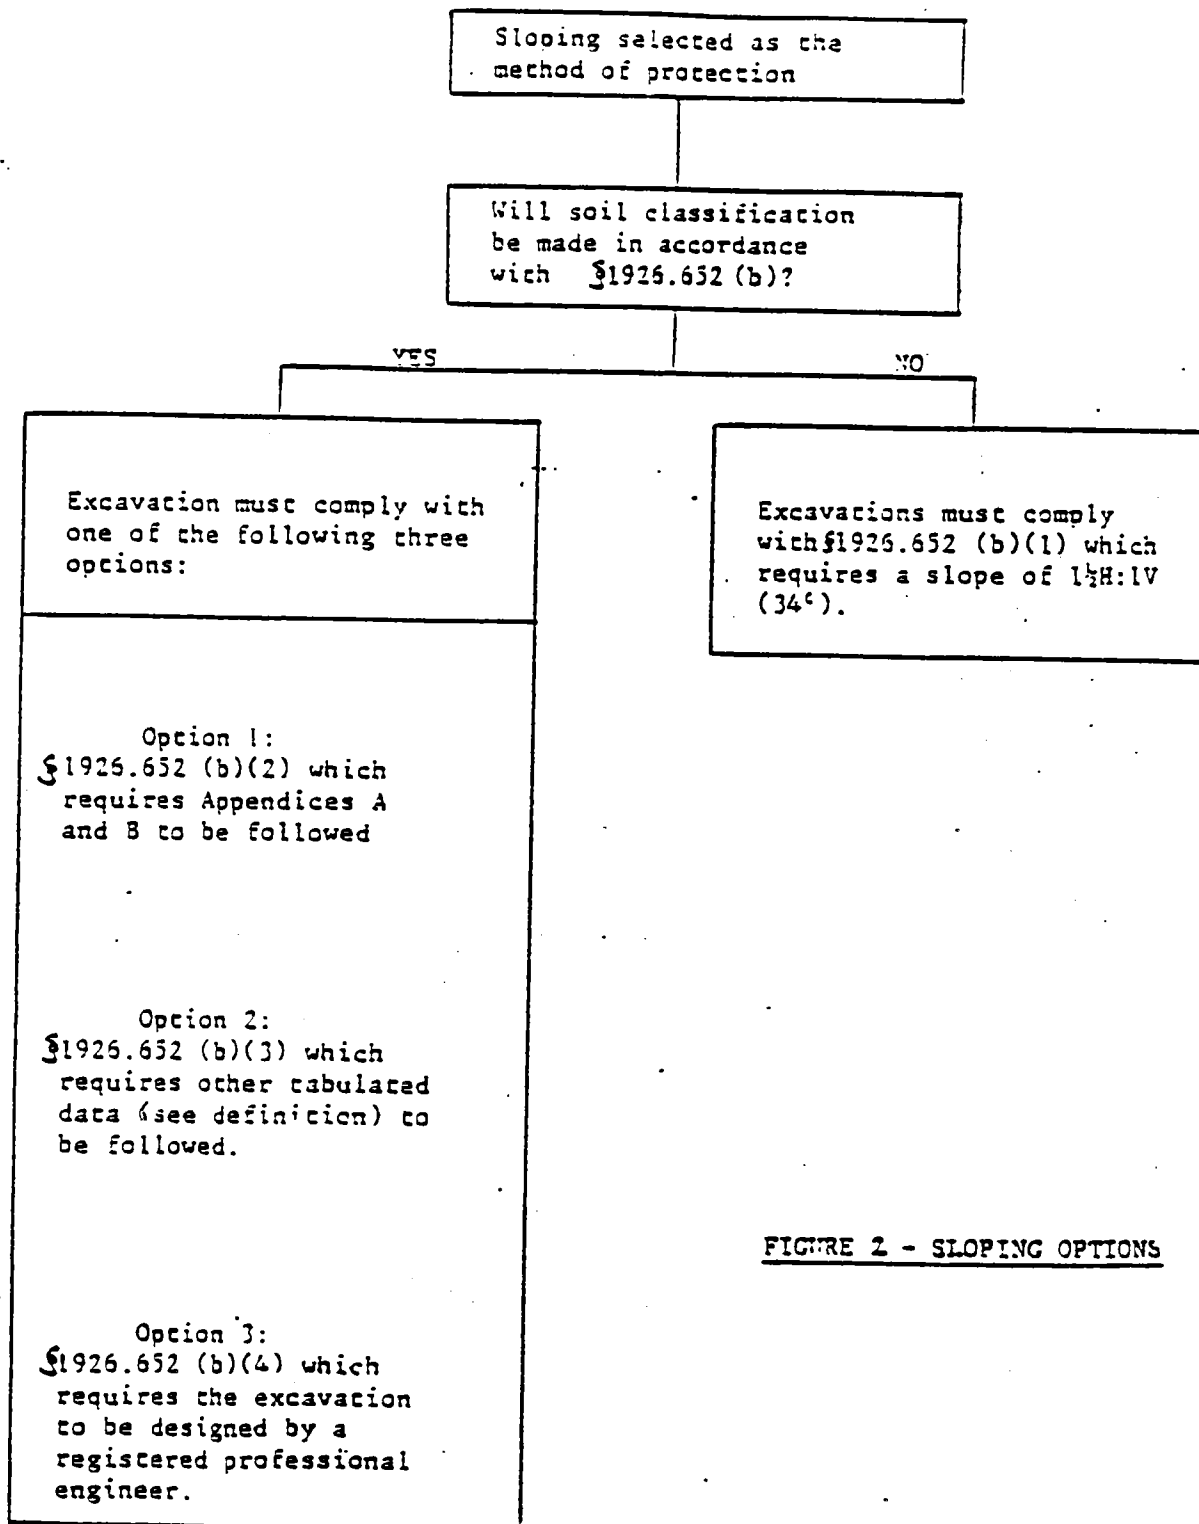 Sloping selected as the
method of protection
Will soil classification
be made in accordance
with §1926.652 (b)?
YES
NO
Excavation must comply with
one of the following three
options:
Excavations must comply
with §1926.652 (b)(1) which
requires a slope of 1½H:1V
(34°).
Option 1:
§1926.652 (b)(2) which
requires Appendices A
and B to be followed
Option 2:
§1926.652 (b)(3) which
requires other tabulated
data (see definition) to
be followed.
FIGURE 2 - SLOPING OPTIONS
Option 3:
§1926.652 (b)(4) which
requires the excavation
to be designed by a
registered professional
engineer.